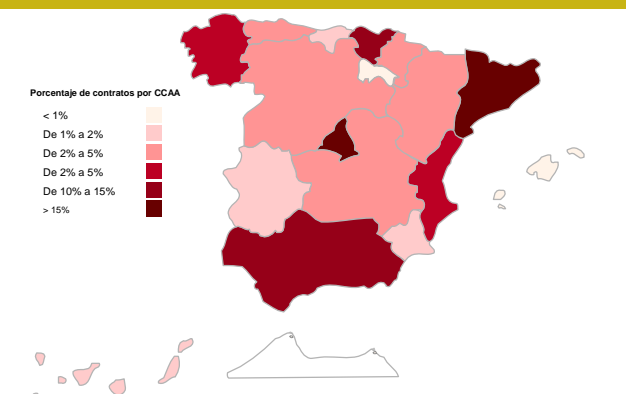 Porcentaje de contratos por CCAA
< 1%
De 1% a 2%
De 2% a 5%
De 2% a 5%
De 10% a 15%
> 15%